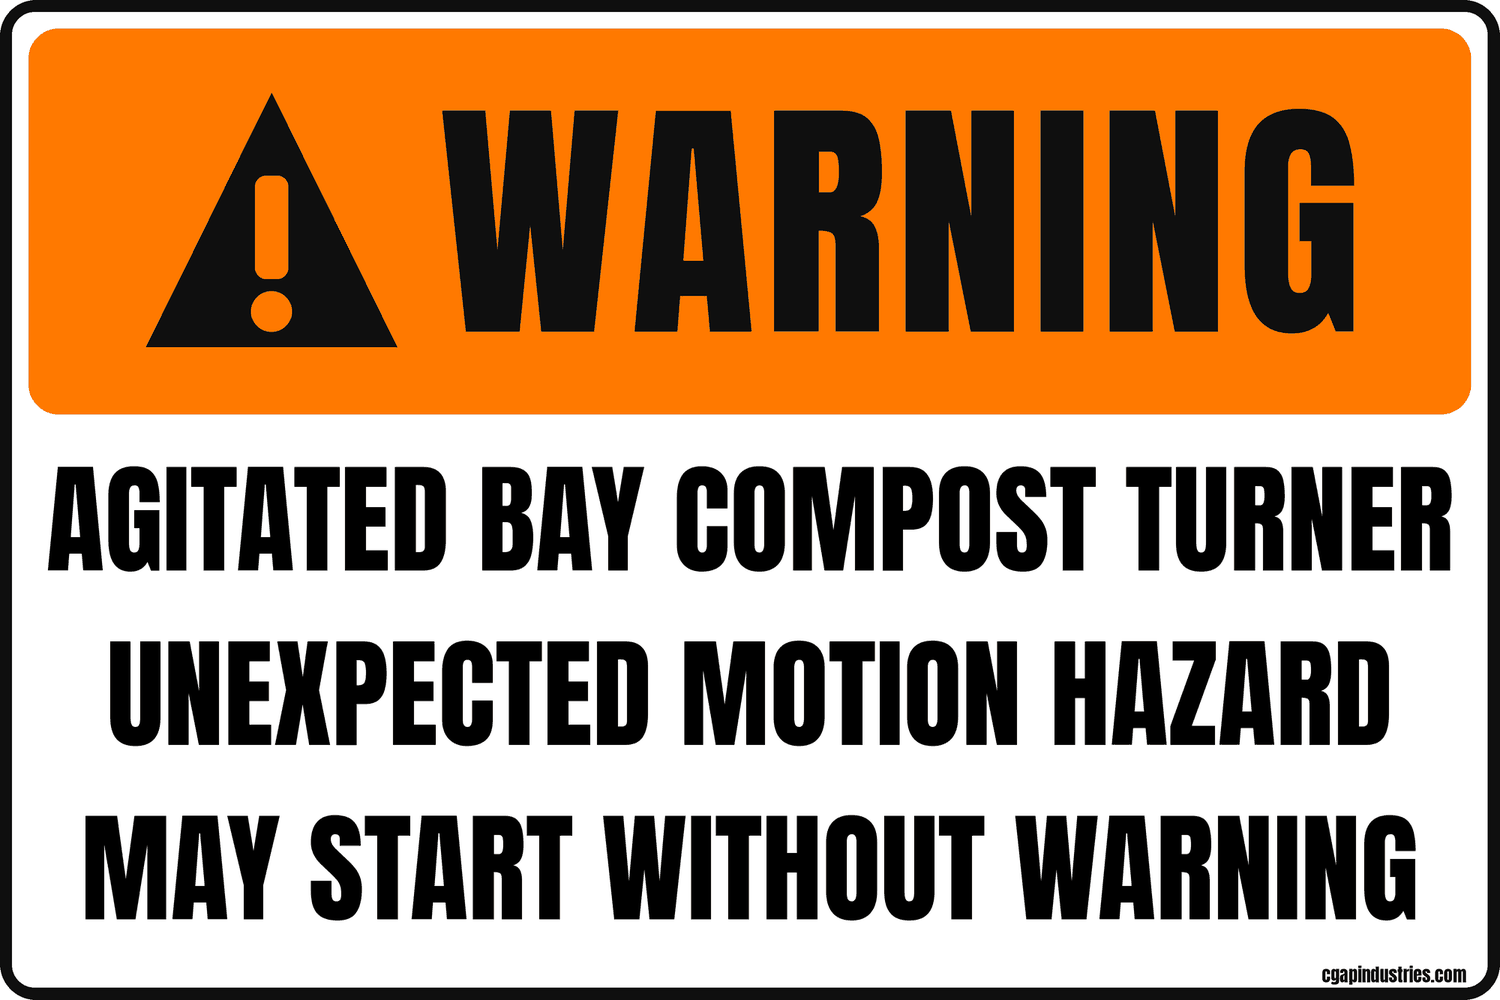 WARNING
AGITATED BAY COMPOST TURNER
UNEXPECTED MOTION HAZARD
MAY START WITHOUT WARNING
cgapindustries.com